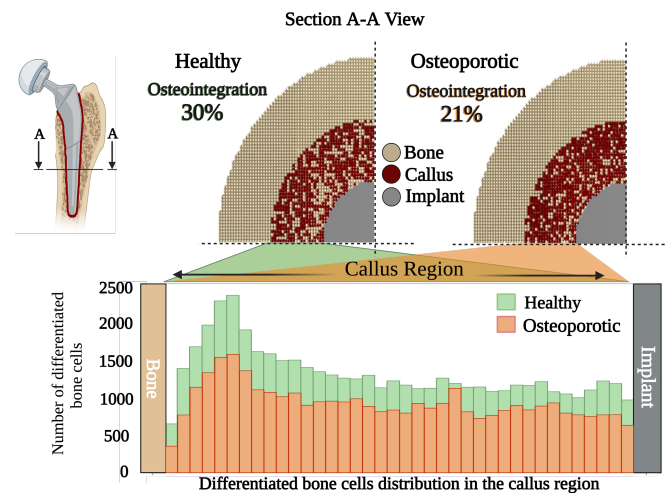 Section A-A View
Healthy
Osteointegration
30%
Osteoporotic
Osteointegration
21%
A
A
Bone
Callus
Implant
Callus Region
Number of differentiated
bone cells
2500
2000
1500
1000
500
0
Bone
Healthy
Osteoporotic
Implant
Differentiated bone cells distribution in the callus region